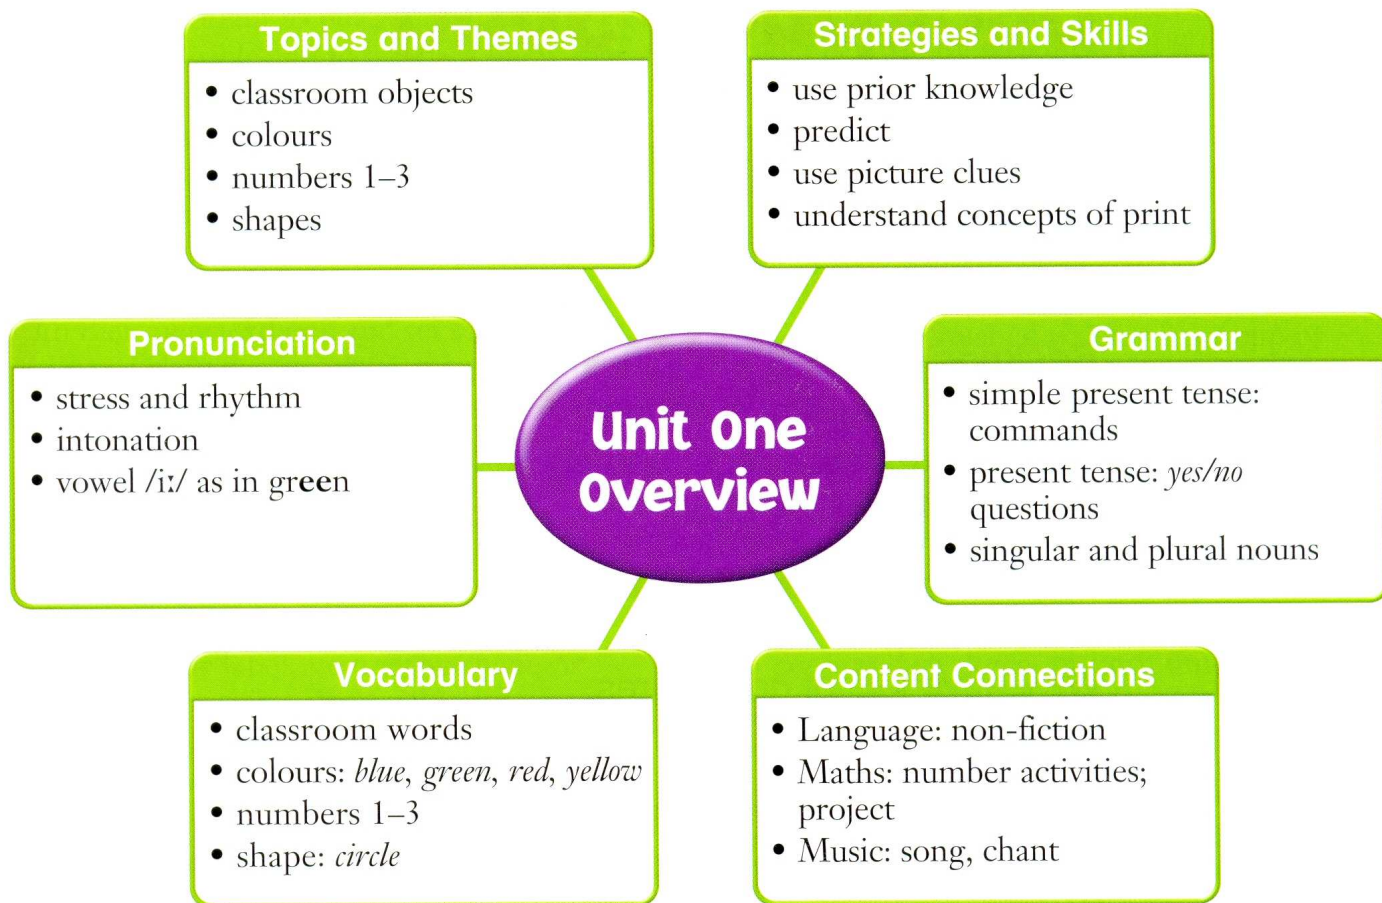 Topics and Themes
• classroom objects
• colours
• numbers 1–3
• shapes
Strategies and Skills
• use prior knowledge
• predict
• use picture clues
• understand concepts of print
Pronunciation
• stress and rhythm
• intonation
• vowel /iː/ as in green
Unit One
Overview
Grammar
• simple present tense:
commands
• present tense: yes/no
questions
• singular and plural nouns
Vocabulary
• classroom words
• colours: blue, green, red, yellow
• numbers 1–3
• shape: circle
Content Connections
• Language: non-fiction
• Maths: number activities;
project
• Music: song, chant